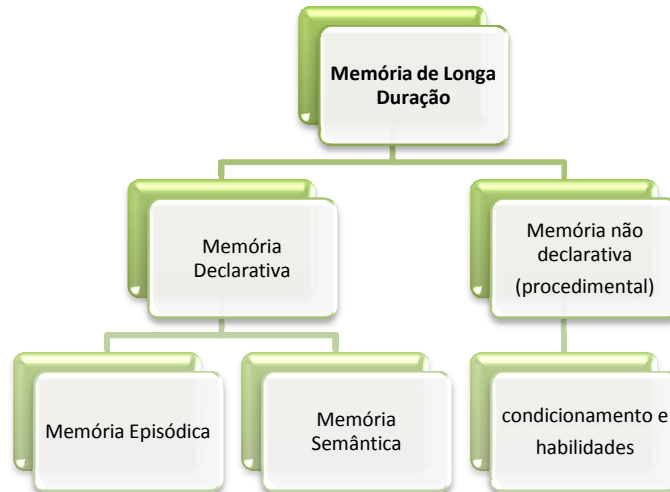 Memória de Longa
Duração
Memória
Declarativa
Memória não
declarativa
(procedimental)
Memória Episódica
Memória
Semântica
condicionamento e
habilidades